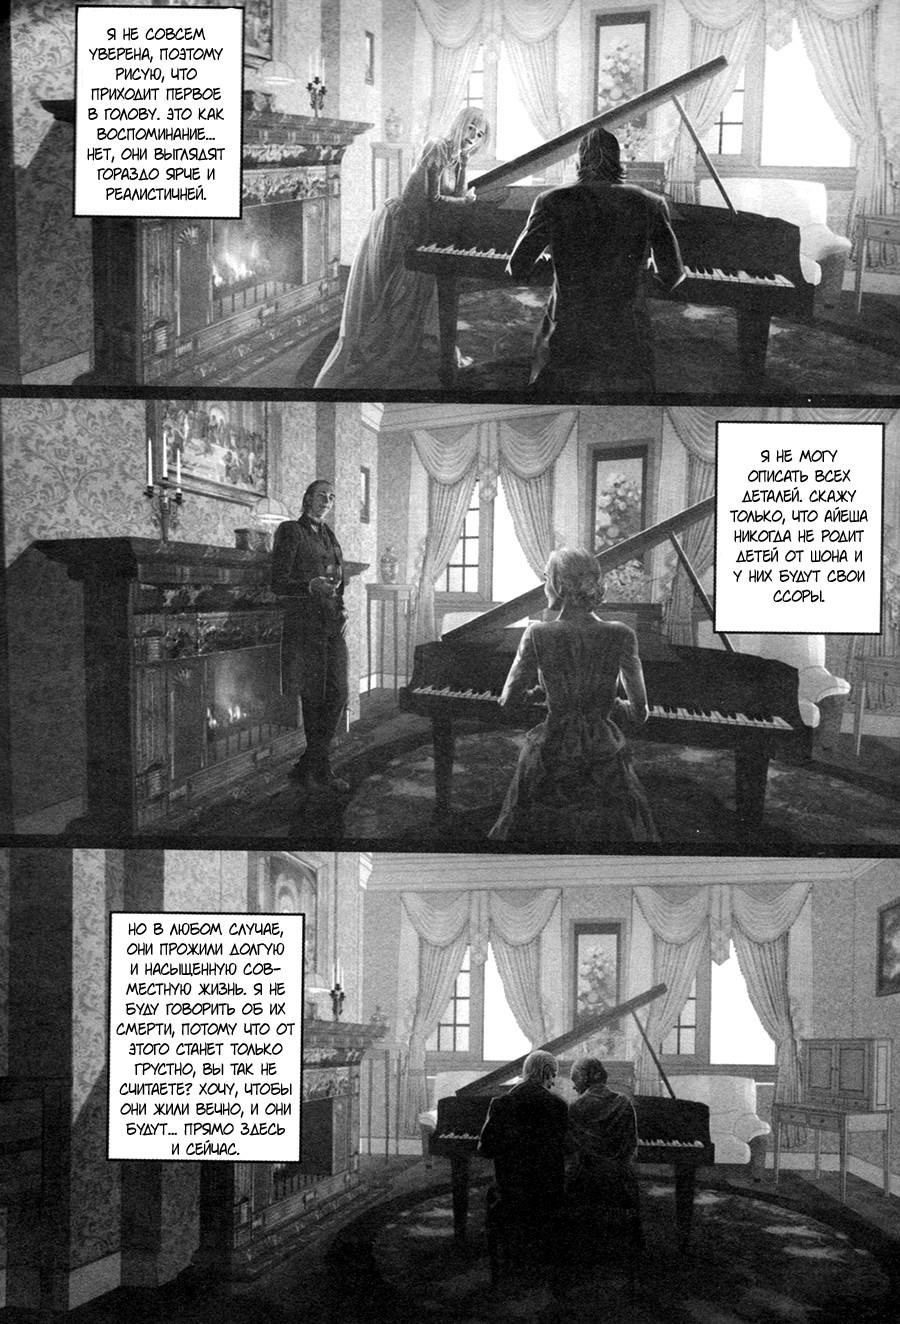 Я НЕ СОВСЕМ
УВЕРЕНА, ПОЭТОМУ
РИСУЮ, ЧТО
ПРИХОДИТ ПЕРВОЕ
В ГОЛОВУ. ЭТО КАК
ВОСПОМИНАНИЕ...
НЕТ, ОНИ ВЫГЛЯДЯТ
ГОРАЗДО ЯРЧЕ И
РЕАЛИСТИЧНЕЙ.
Я НЕ МОГУ
ОПИСАТЬ ВСЕХ
ДЕТАЛЕЙ. СКАЖУ
ТОЛЬКО, ЧТО АЙЕША
НИКОГДА НЕ РОДИТ
ДЕТЕЙ ОТ ШОНА И
У НИХ БУДУТ СВОИ
ССОРЫ.
НО В ЛЮБОМ СЛУЧАЕ,
ОНИ ПРОЖИЛИ ДОЛГУЮ
И НАСЫЩЕННУЮ СОВ-
МЕСТНУЮ ЖИЗНЬ. Я НЕ
БУДУ ГОВОРИТЬ ОБ ИХ
СМЕРТИ, ПОТОМУ ЧТО ОТ
ЭТОГО СТАНЕТ ТОЛЬКО
ГРУСТНО, ВЫ ТАК НЕ
СЧИТАЕТЕ? ХОЧУ, ЧТОБЫ
ОНИ ЖИЛИ ВЕЧНО, И ОНИ
БУДУТ... ПРЯМО ЗДЕСЬ
И СЕЙЧАС.